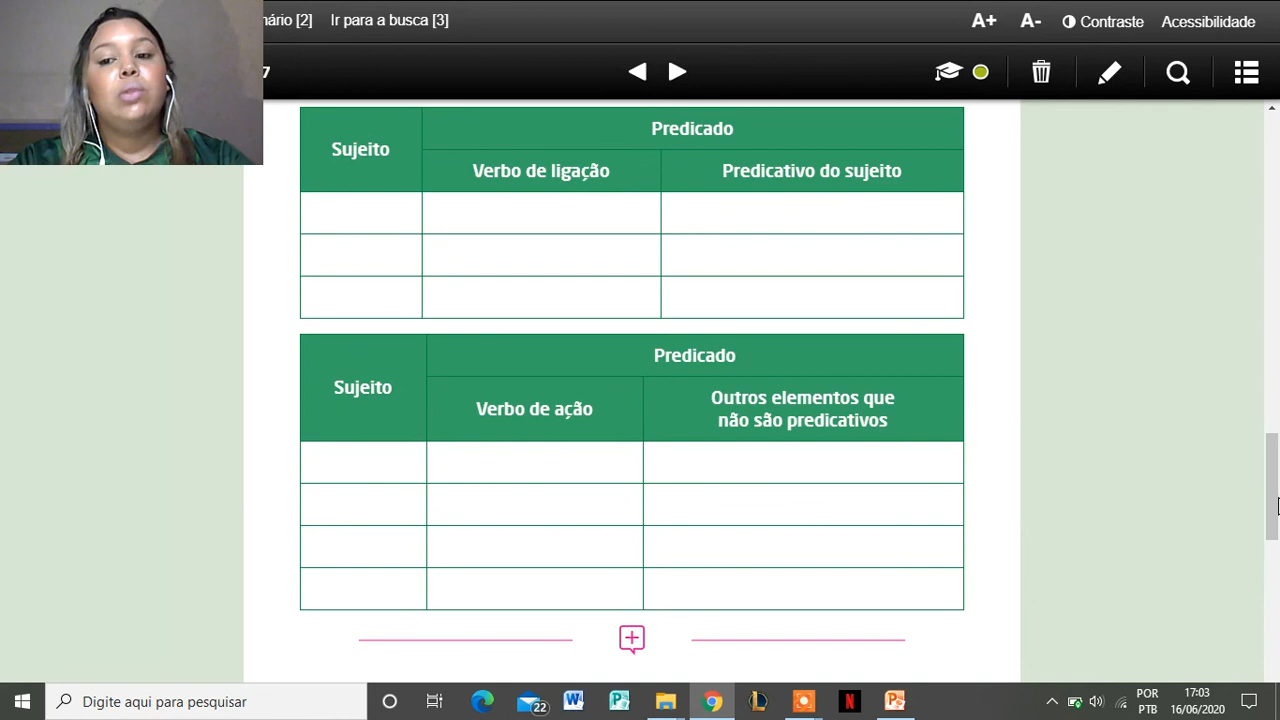 nário [2] Ir para a busca [3] A+ A- Contraste Acessibilidade
7
Sujeito
Predicado
Verbo de ligação
Predicativo do sujeito
Sujeito
Predicado
Verbo de ação
Outros elementos que
não são predicativos
Digite aqui para pesquisar
22
POR
PTB
17:03
16/06/2020